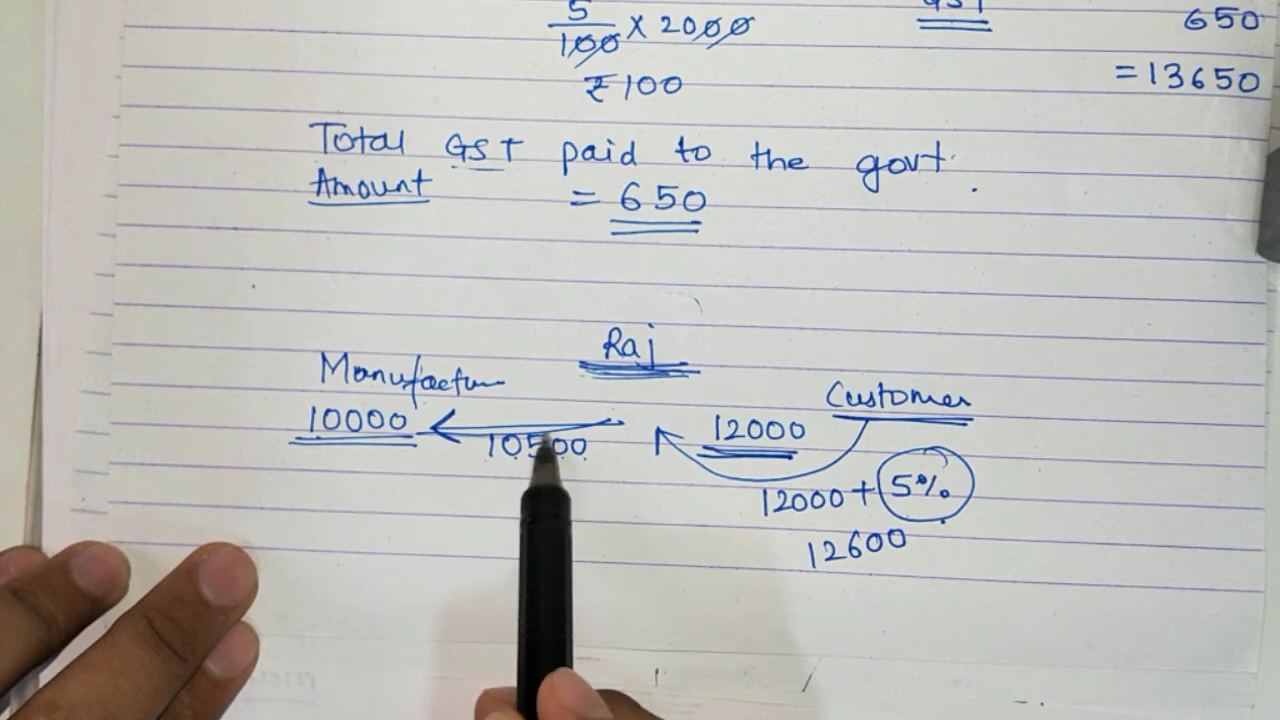 5/100 × 2000
₹100
GST 650
= 13650
Total GST paid to the govt.
Amount = 650
Raj
Manufactur
Customer
10000
10500
12000
12000 + 5%
12600